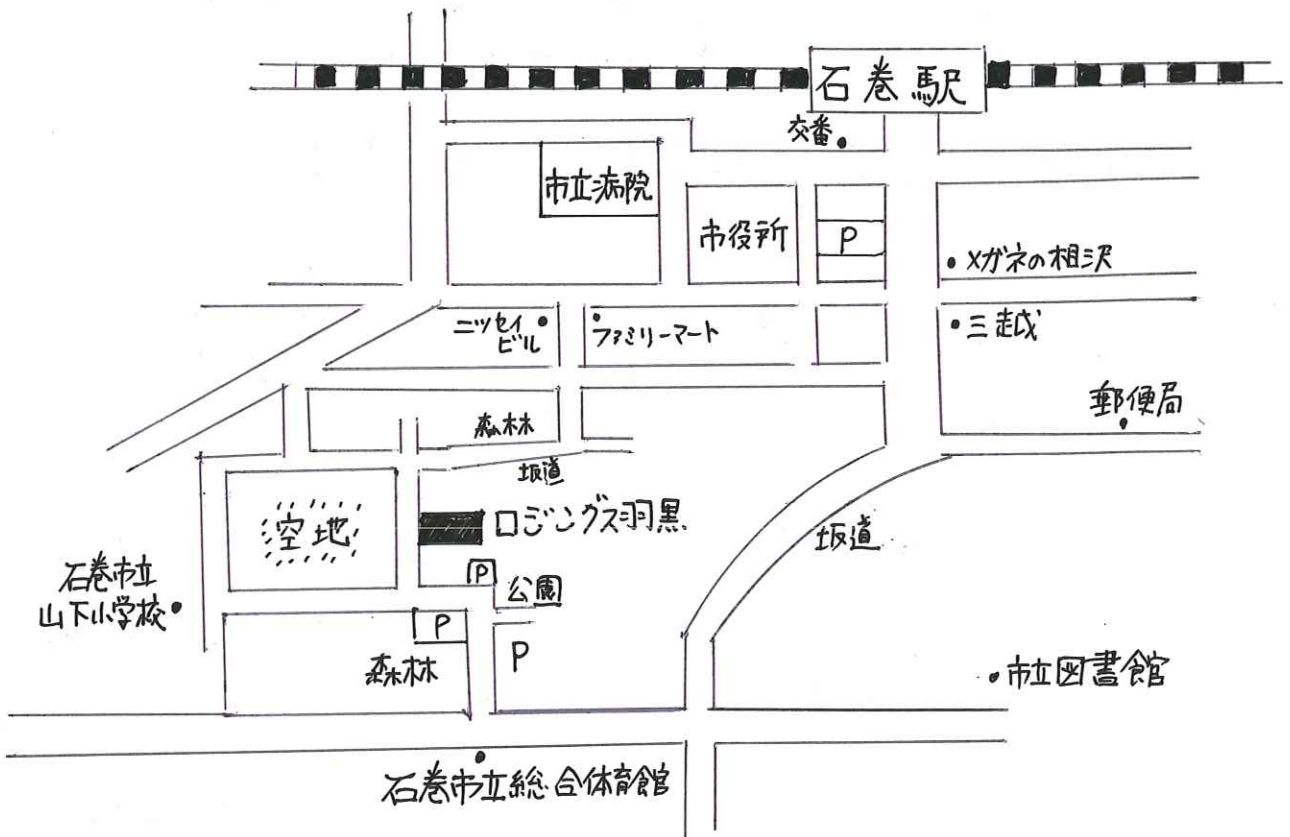 石巻駅
交番
市立病院
市役所
P
メガネの相沢
ニッセイ
ビル
ファミリーマート
三越
郵便局
森林
坂道
空地
ロジングス羽黒
坂道
石巻市立
山下小学校
P
公園
P
P
森林
市立図書館
石巻市立総合体育館